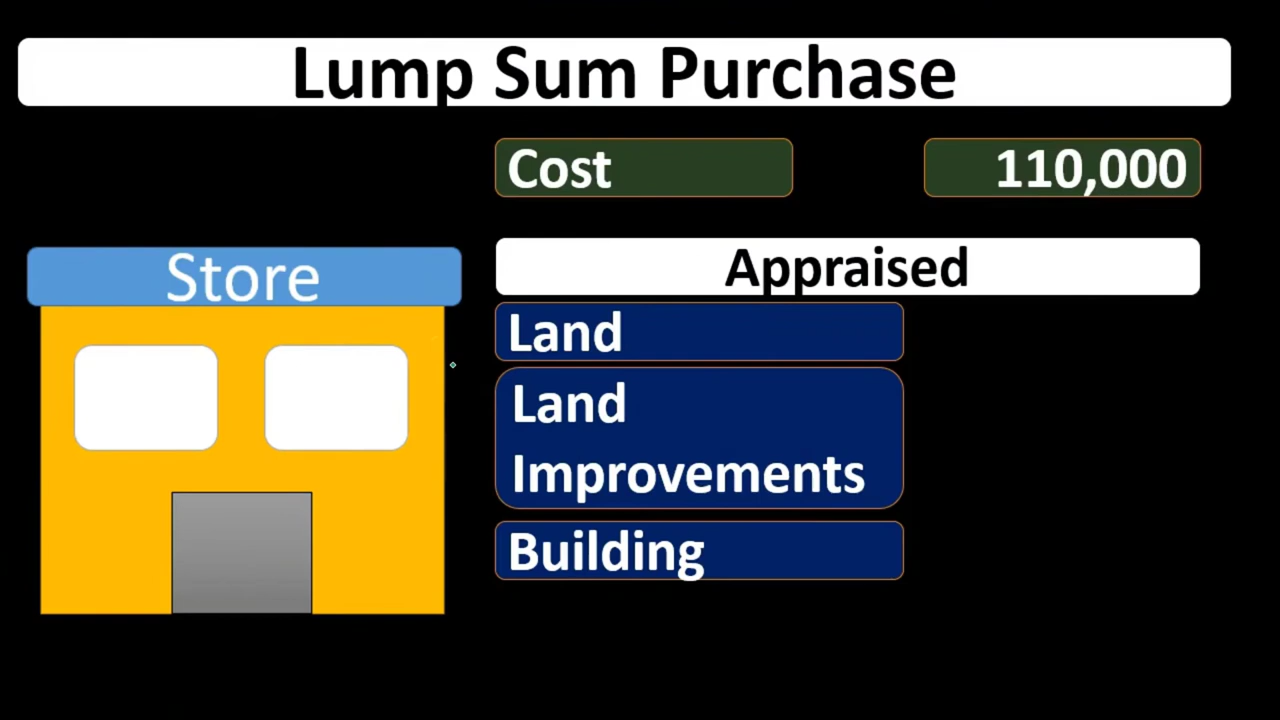 Lump Sum Purchase
Cost 110,000
Store
Appraised
Land
Land
Improvements
Building